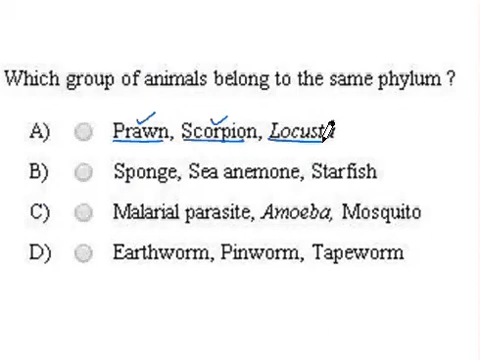 Which group of animals belong to the same phylum ?
A) Prawn, Scorpion, Locusta
B) Sponge, Sea anemone, Starfish
C) Malarial parasite, Amoeba, Mosquito
D) Earthworm, Pinworm, Tapeworm